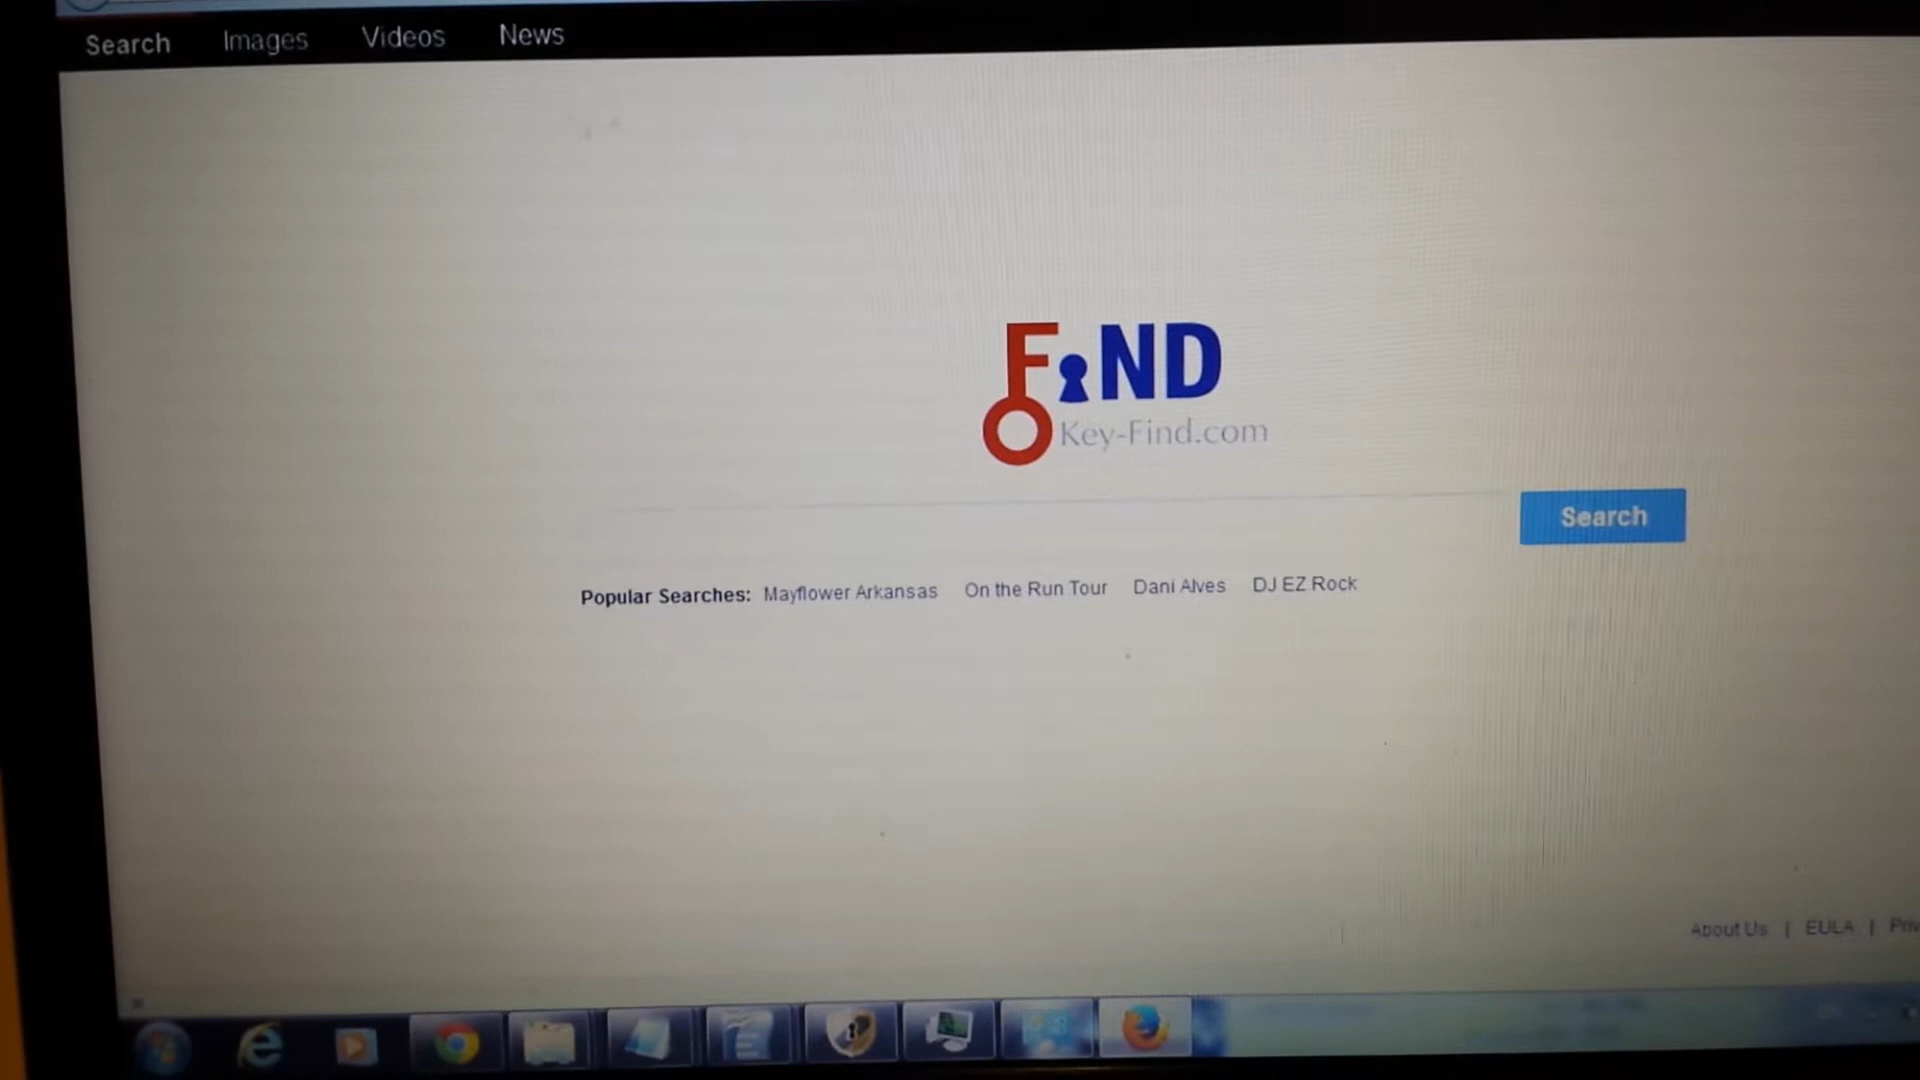 Search Images Videos News
FIND
Key-Find.com
Search
Popular Searches: Mayflower Arkansas On the Run Tour Dani Alves DJ EZ Rock
About Us | EULA |